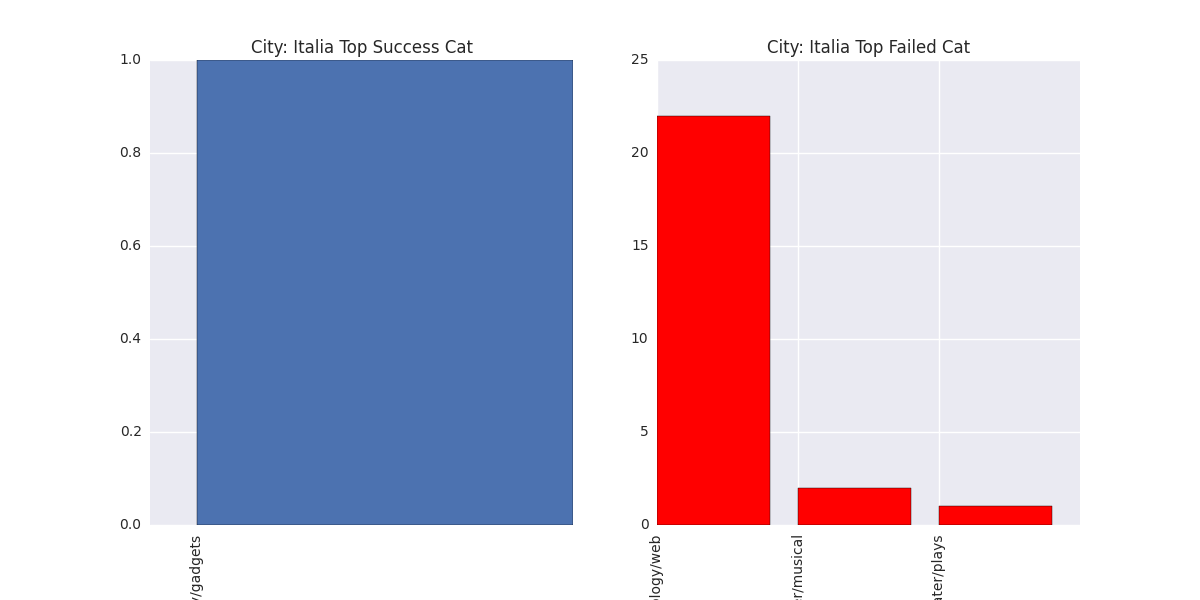 City: Italia Top Success Cat
1.0
0.8
0.6
0.4
0.2
0.0
/gadgets
City: Italia Top Failed Cat
25
20
15
10
5
0
ology/web
r/musical
ater/plays